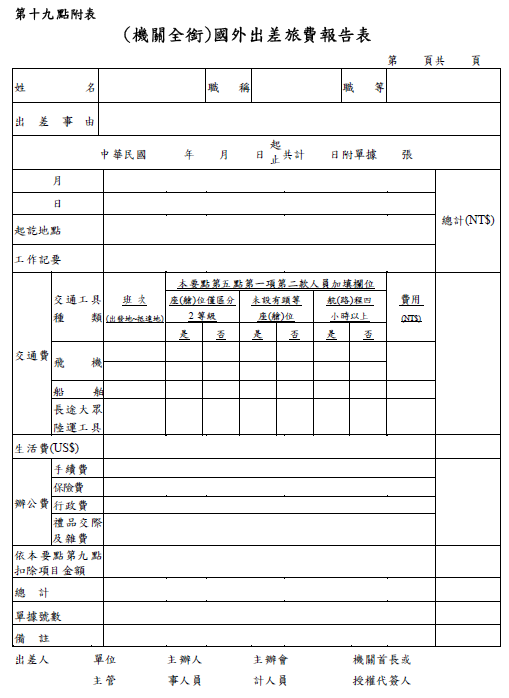 第十九點附表
(機關全銜)國外出差旅費報告表
第 頁共 頁
姓 名 職 稱 職 等
出 差 事 由
中華民國 年 月 日 起止 共計 日附單據 張
月
日
總計(NT$)
起訖地點
工作記要
交通費
交通工具
種 類
班 次
(出發地~抵達地)
本要點第五點第一項第二款人員加填欄位
座(艙)位僅區分
2 等級
未設有頭等
座(艙)位
航(路)程四
小時以上
費用
(NT$)
是 否 是 否 是 否
飛 機
船 舶
長途大眾
陸運工具
生活費(US$)
辦公費
手續費
保險費
行政費
禮品交際
及雜費
依本要點第九點
扣除項目金額
總 計
單據號數
備 註
出差人 單位 主辦人 主辦會 機關首長或
主管 事人員 計人員 授權代簽人